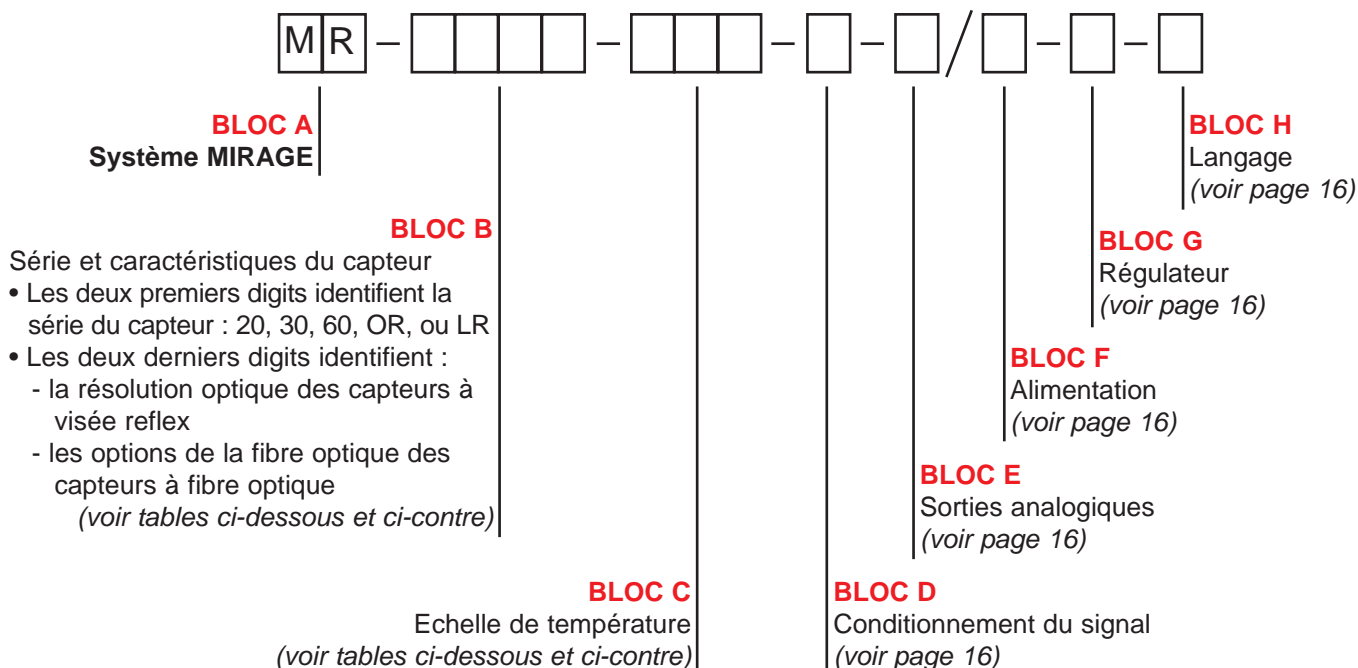 MR – – – – / – –
BLOC A
Système MIRAGE
BLOC B
Série et caractéristiques du capteur
• Les deux premiers digits identifient la
série du capteur : 20, 30, 60, OR, ou LR
• Les deux derniers digits identifient :
- la résolution optique des capteurs à
visée reflex
- les options de la fibre optique des
capteurs à fibre optique
(voir tables ci-dessous et ci-contre)
BLOC C
Echelle de température
(voir tables ci-dessous et ci-contre)
BLOC D
Conditionnement du signal
(voir page 16)
BLOC E
Sorties analogiques
(voir page 16)
BLOC F
Alimentation
(voir page 16)
BLOC G
Régulateur
(voir page 16)
BLOC H
Langage
(voir page 16)